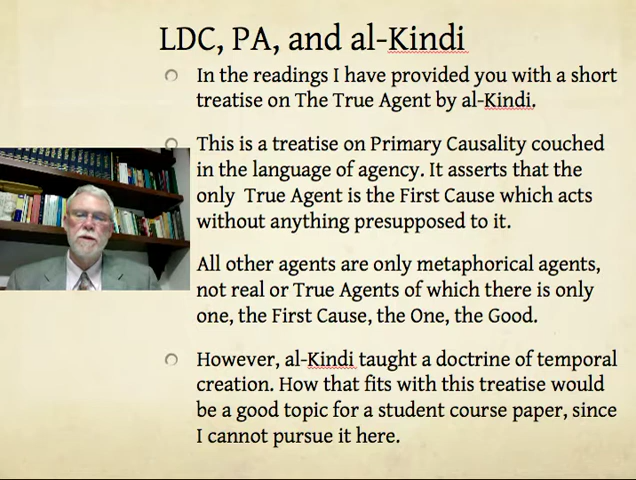 LDC, PA, and al-Kindi
In the readings I have provided you with a short
treatise on The True Agent by al-Kindi.
This is a treatise on Primary Causality couched
in the language of agency. It asserts that the
only True Agent is the First Cause which acts
without anything presupposed to it.
All other agents are only metaphorical agents,
not real or True Agents of which there is only
one, the First Cause, the One, the Good.
However, al-Kindi taught a doctrine of temporal
creation. How that fits with this treatise would
be a good topic for a student course paper, since
I cannot pursue it here.